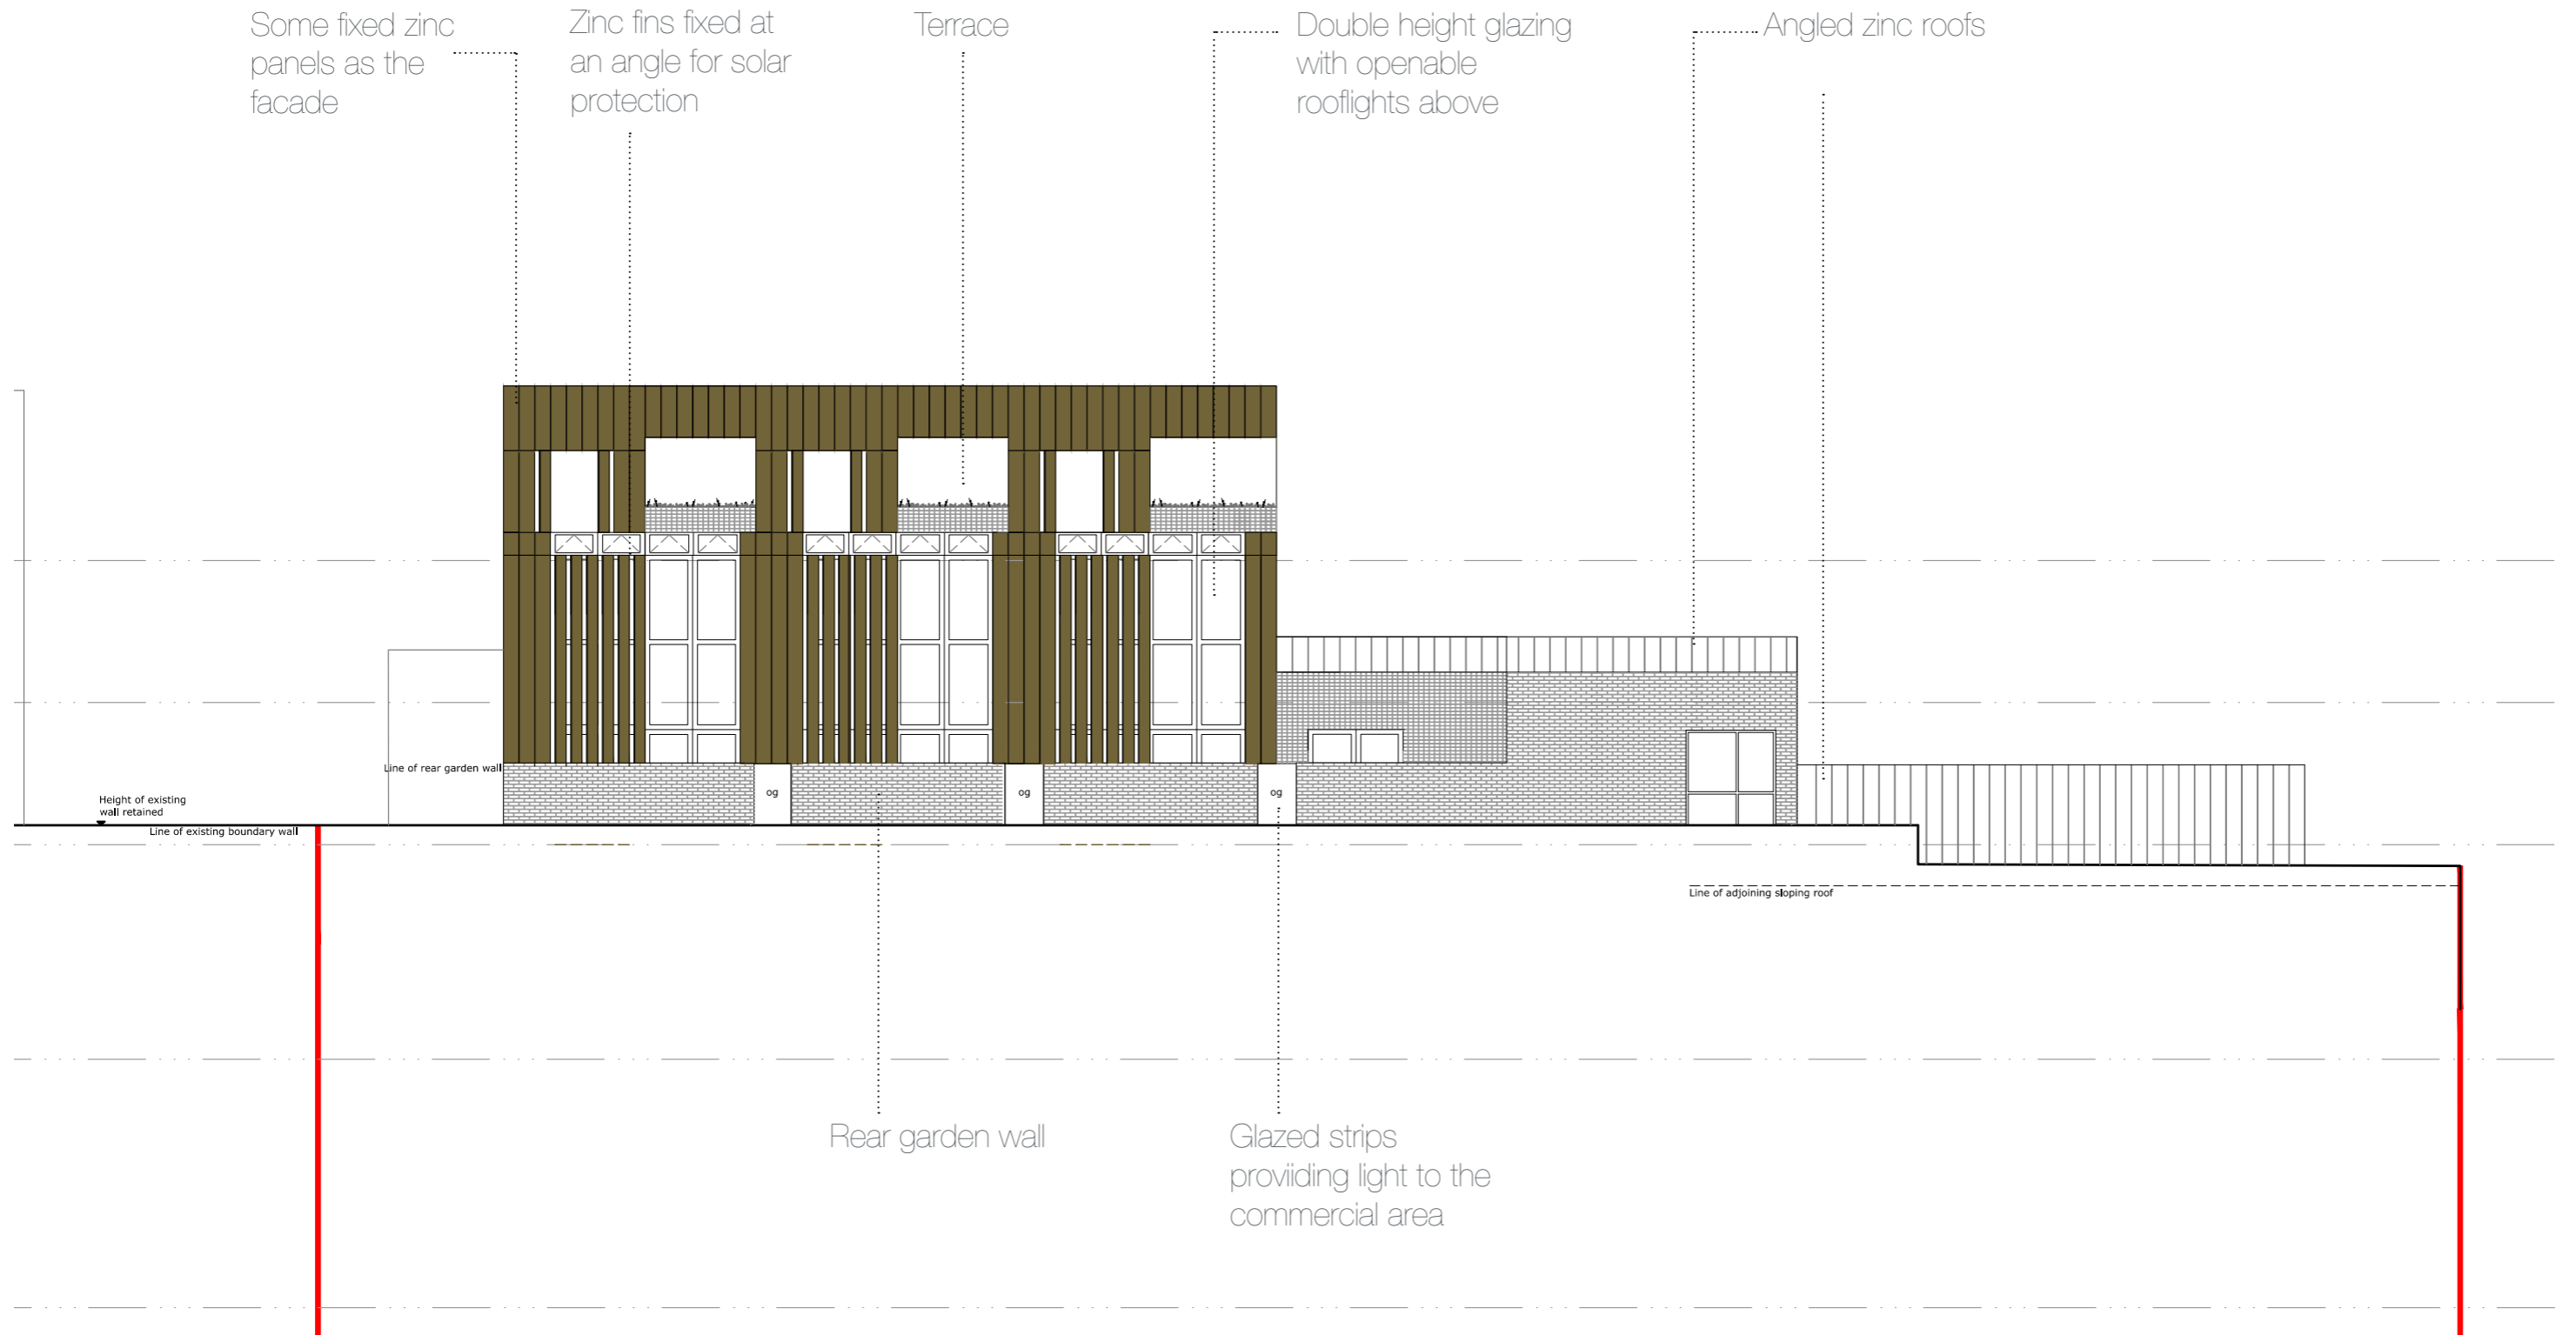 Some fixed zinc
panels as the
facade
Zinc fins fixed at
an angle for solar
protection
Terrace
Double height glazing
with openable
rooflights above
Angled zinc roofs
Line of rear garden wall
Height of existing
wall retained
Line of existing boundary wall
og
og
og
Line of adjoining sloping roof
Rear garden wall
Glazed strips
proviiding light to the
commercial area